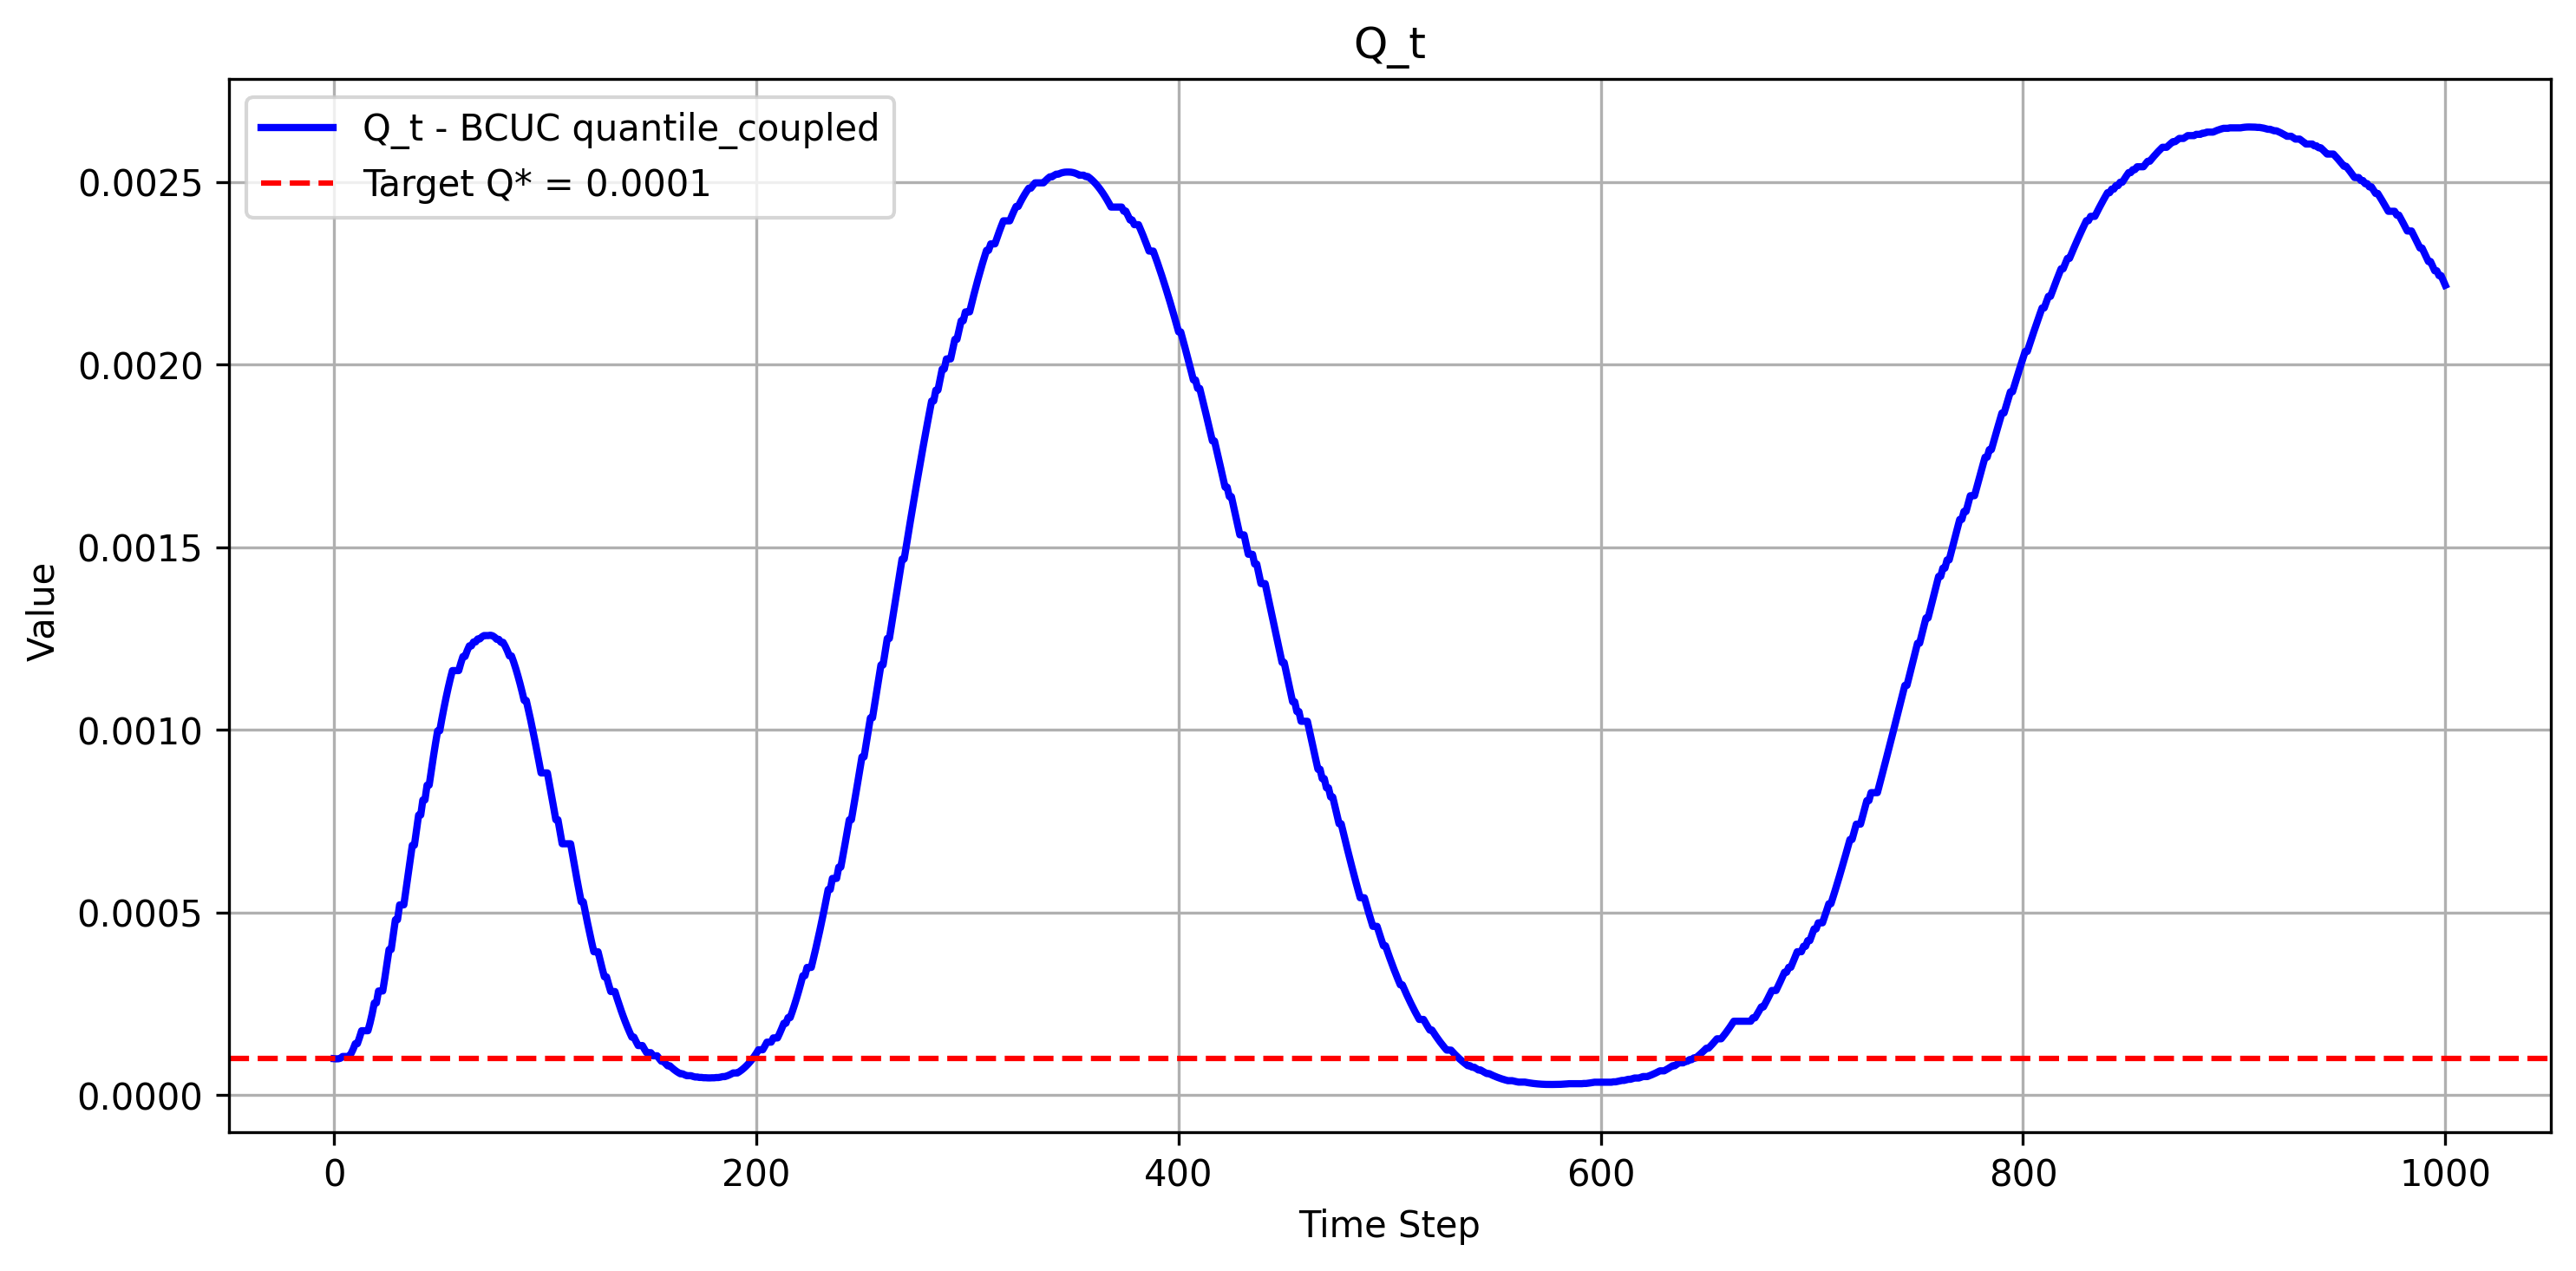 Q_t
Q_t - BCUC quantile_coupled
Target Q* = 0.0001
Value
0.0025
0.0020
0.0015
0.0010
0.0005
0.0000
0 200 400 600 800 1000
Time Step